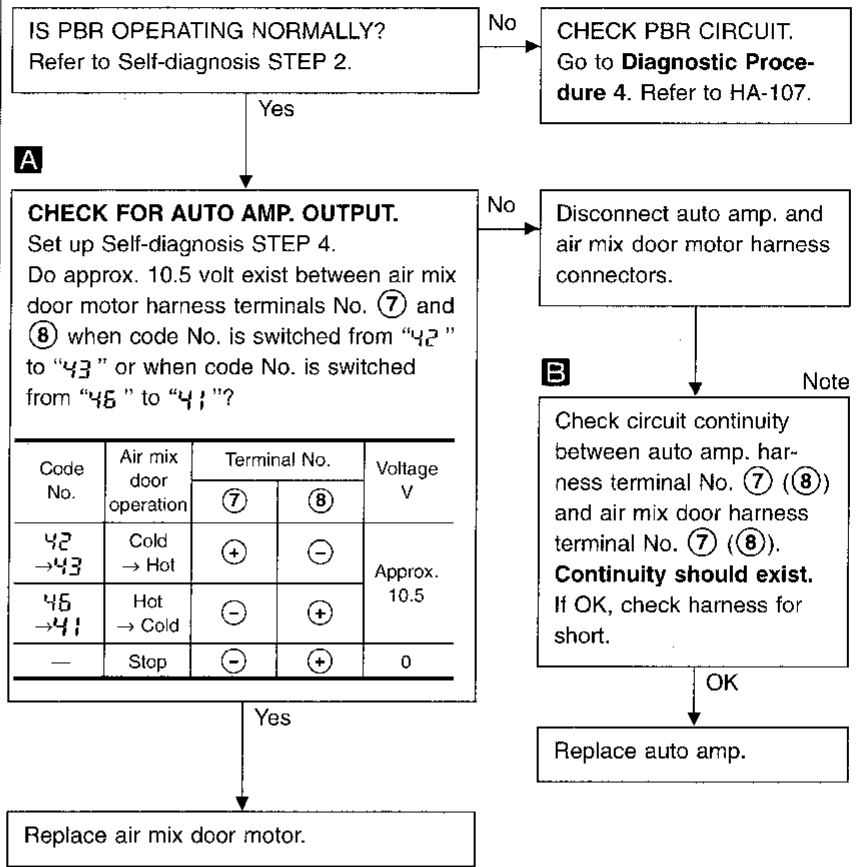 IS PBR OPERATING NORMALLY?
Refer to Self-diagnosis STEP 2.
No
CHECK PBR CIRCUIT.
Go to Diagnostic Proce-
dure 4. Refer to HA-107.
Yes
A
CHECK FOR AUTO AMP. OUTPUT.
Set up Self-diagnosis STEP 4.
Do approx. 10.5 volt exist between air mix
door motor harness terminals No. ⑦ and
⑧ when code No. is switched from “42”
to “43” or when code No. is switched
from “46” to “41”?
Code No.
Air mix door operation
Terminal No.
⑦ ⑧
Voltage V
42 →43
Cold → Hot
⊕ ⊖
Approx. 10.5
46 →41
Hot → Cold
⊖ ⊕
— Stop ⊖ ⊕ 0
No
Disconnect auto amp. and
air mix door motor harness
connectors.
B
Note
Check circuit continuity
between auto amp. har-
ness terminal No. ⑦ (⑧)
and air mix door harness
terminal No. ⑦ (⑧).
Continuity should exist.
If OK, check harness for
short.
OK
Replace auto amp.
Yes
Replace air mix door motor.